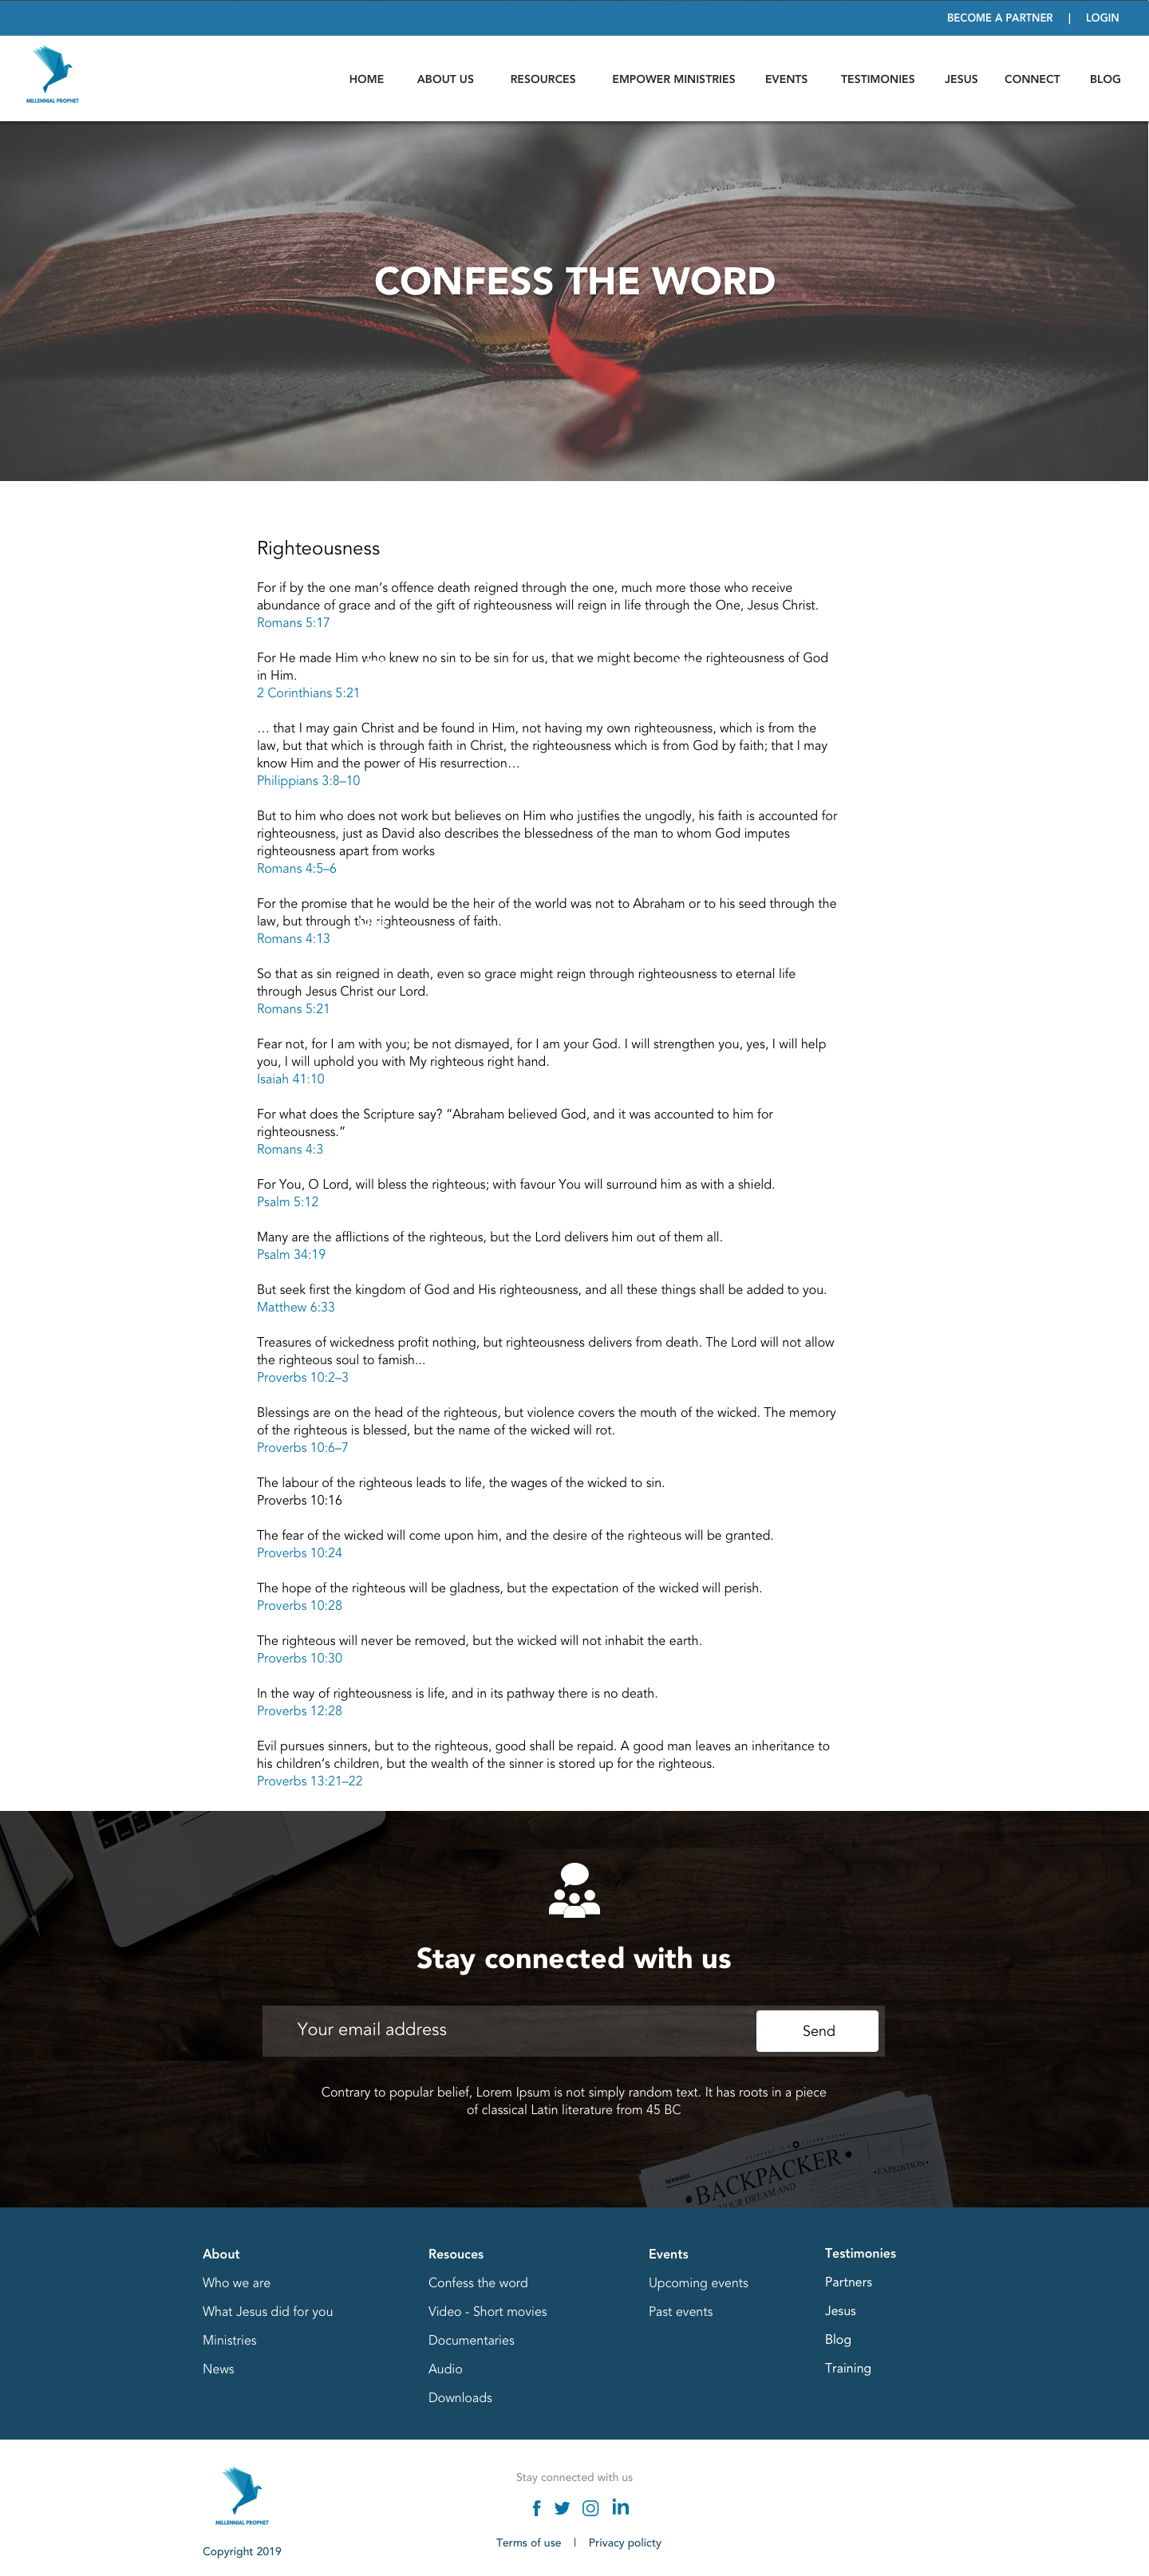 BECOME A PARTNER | LOGIN
MILLENNIAL PROPHET
HOME ABOUT US RESOURCES EMPOWER MINISTRIES EVENTS TESTIMONIES JESUS CONNECT BLOG
CONFESS THE WORD
Righteousness
For if by the one man’s offence death reigned through the one, much more those who receive
abundance of grace and of the gift of righteousness will reign in life through the One, Jesus Christ.
Romans 5:17
For He made Him who knew no sin to be sin for us, that we might become the righteousness of God
in Him.
2 Corinthians 5:21
… that I may gain Christ and be found in Him, not having my own righteousness, which is from the
law, but that which is through faith in Christ, the righteousness which is from God by faith; that I may
know Him and the power of His resurrection…
Philippians 3:8–10
But to him who does not work but believes on Him who justifies the ungodly, his faith is accounted for
righteousness, just as David also describes the blessedness of the man to whom God imputes
righteousness apart from works
Romans 4:5–6
For the promise that he would be the heir of the world was not to Abraham or to his seed through the
law, but through the righteousness of faith.
Romans 4:13
So that as sin reigned in death, even so grace might reign through righteousness to eternal life
through Jesus Christ our Lord.
Romans 5:21
Fear not, for I am with you; be not dismayed, for I am your God. I will strengthen you, yes, I will help
you, I will uphold you with My righteous right hand.
Isaiah 41:10
For what does the Scripture say? “Abraham believed God, and it was accounted to him for
righteousness.”
Romans 4:3
For You, O Lord, will bless the righteous; with favour You will surround him as with a shield.
Psalm 5:12
Many are the afflictions of the righteous, but the Lord delivers him out of them all.
Psalm 34:19
But seek first the kingdom of God and His righteousness, and all these things shall be added to you.
Matthew 6:33
Treasures of wickedness profit nothing, but righteousness delivers from death. The Lord will not allow
the righteous soul to famish...
Proverbs 10:2–3
Blessings are on the head of the righteous, but violence covers the mouth of the wicked. The memory
of the righteous is blessed, but the name of the wicked will rot.
Proverbs 10:6–7
The labour of the righteous leads to life, the wages of the wicked to sin.
Proverbs 10:16
The fear of the wicked will come upon him, and the desire of the righteous will be granted.
Proverbs 10:24
The hope of the righteous will be gladness, but the expectation of the wicked will perish.
Proverbs 10:28
The righteous will never be removed, but the wicked will not inhabit the earth.
Proverbs 10:30
In the way of righteousness is life, and in its pathway there is no death.
Proverbs 12:28
Evil pursues sinners, but to the righteous, good shall be repaid. A good man leaves an inheritance to
his children’s children, but the wealth of the sinner is stored up for the righteous.
Proverbs 13:21–22
Stay connected with us
Your email address Send
Contrary to popular belief, Lorem Ipsum is not simply random text. It has roots in a piece
of classical Latin literature from 45 BC
BACKPACKER
EXPEDITION
YOUR DREAM AND
About Resouces Events Testimonies
Who we are Confess the word Upcoming events Partners
What Jesus did for you Video - Short movies Past events Jesus
Ministries Documentaries Blog
News Audio Training
Downloads
Stay connected with us
MILLENNIAL PROPHET
Terms of use | Privacy policty
Copyright 2019